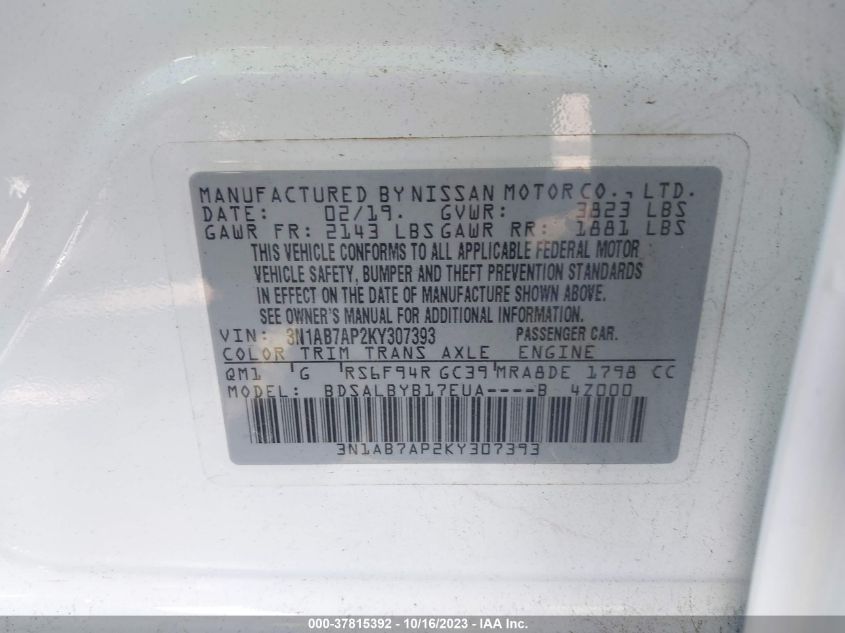 MANUFACTURED BY NISSAN MOTOR CO., LTD.
DATE: 02/19. GVWR: 3823 LBS
GAWR FR: 2143 LBS GAWR RR: 1881 LBS
THIS VEHICLE CONFORMS TO ALL APPLICABLE FEDERAL MOTOR
VEHICLE SAFETY, BUMPER AND THEFT PREVENTION STANDARDS
IN EFFECT ON THE DATE OF MANUFACTURE SHOWN ABOVE.
SEE OWNER'S MANUAL FOR ADDITIONAL INFORMATION
VIN: 3N1AB7AP2KY307393 PASSENGER CAR.
COLOR TRIM TRANS AXLE ENGINE
QM1 G RS6F94R GC39 MRA8DE 1798 CC
MODEL: BDSALBYB17EUA----B 4Z000
3N1AB7AP2KY307393
000-37815392 - 10/16/2023 - IAA Inc.